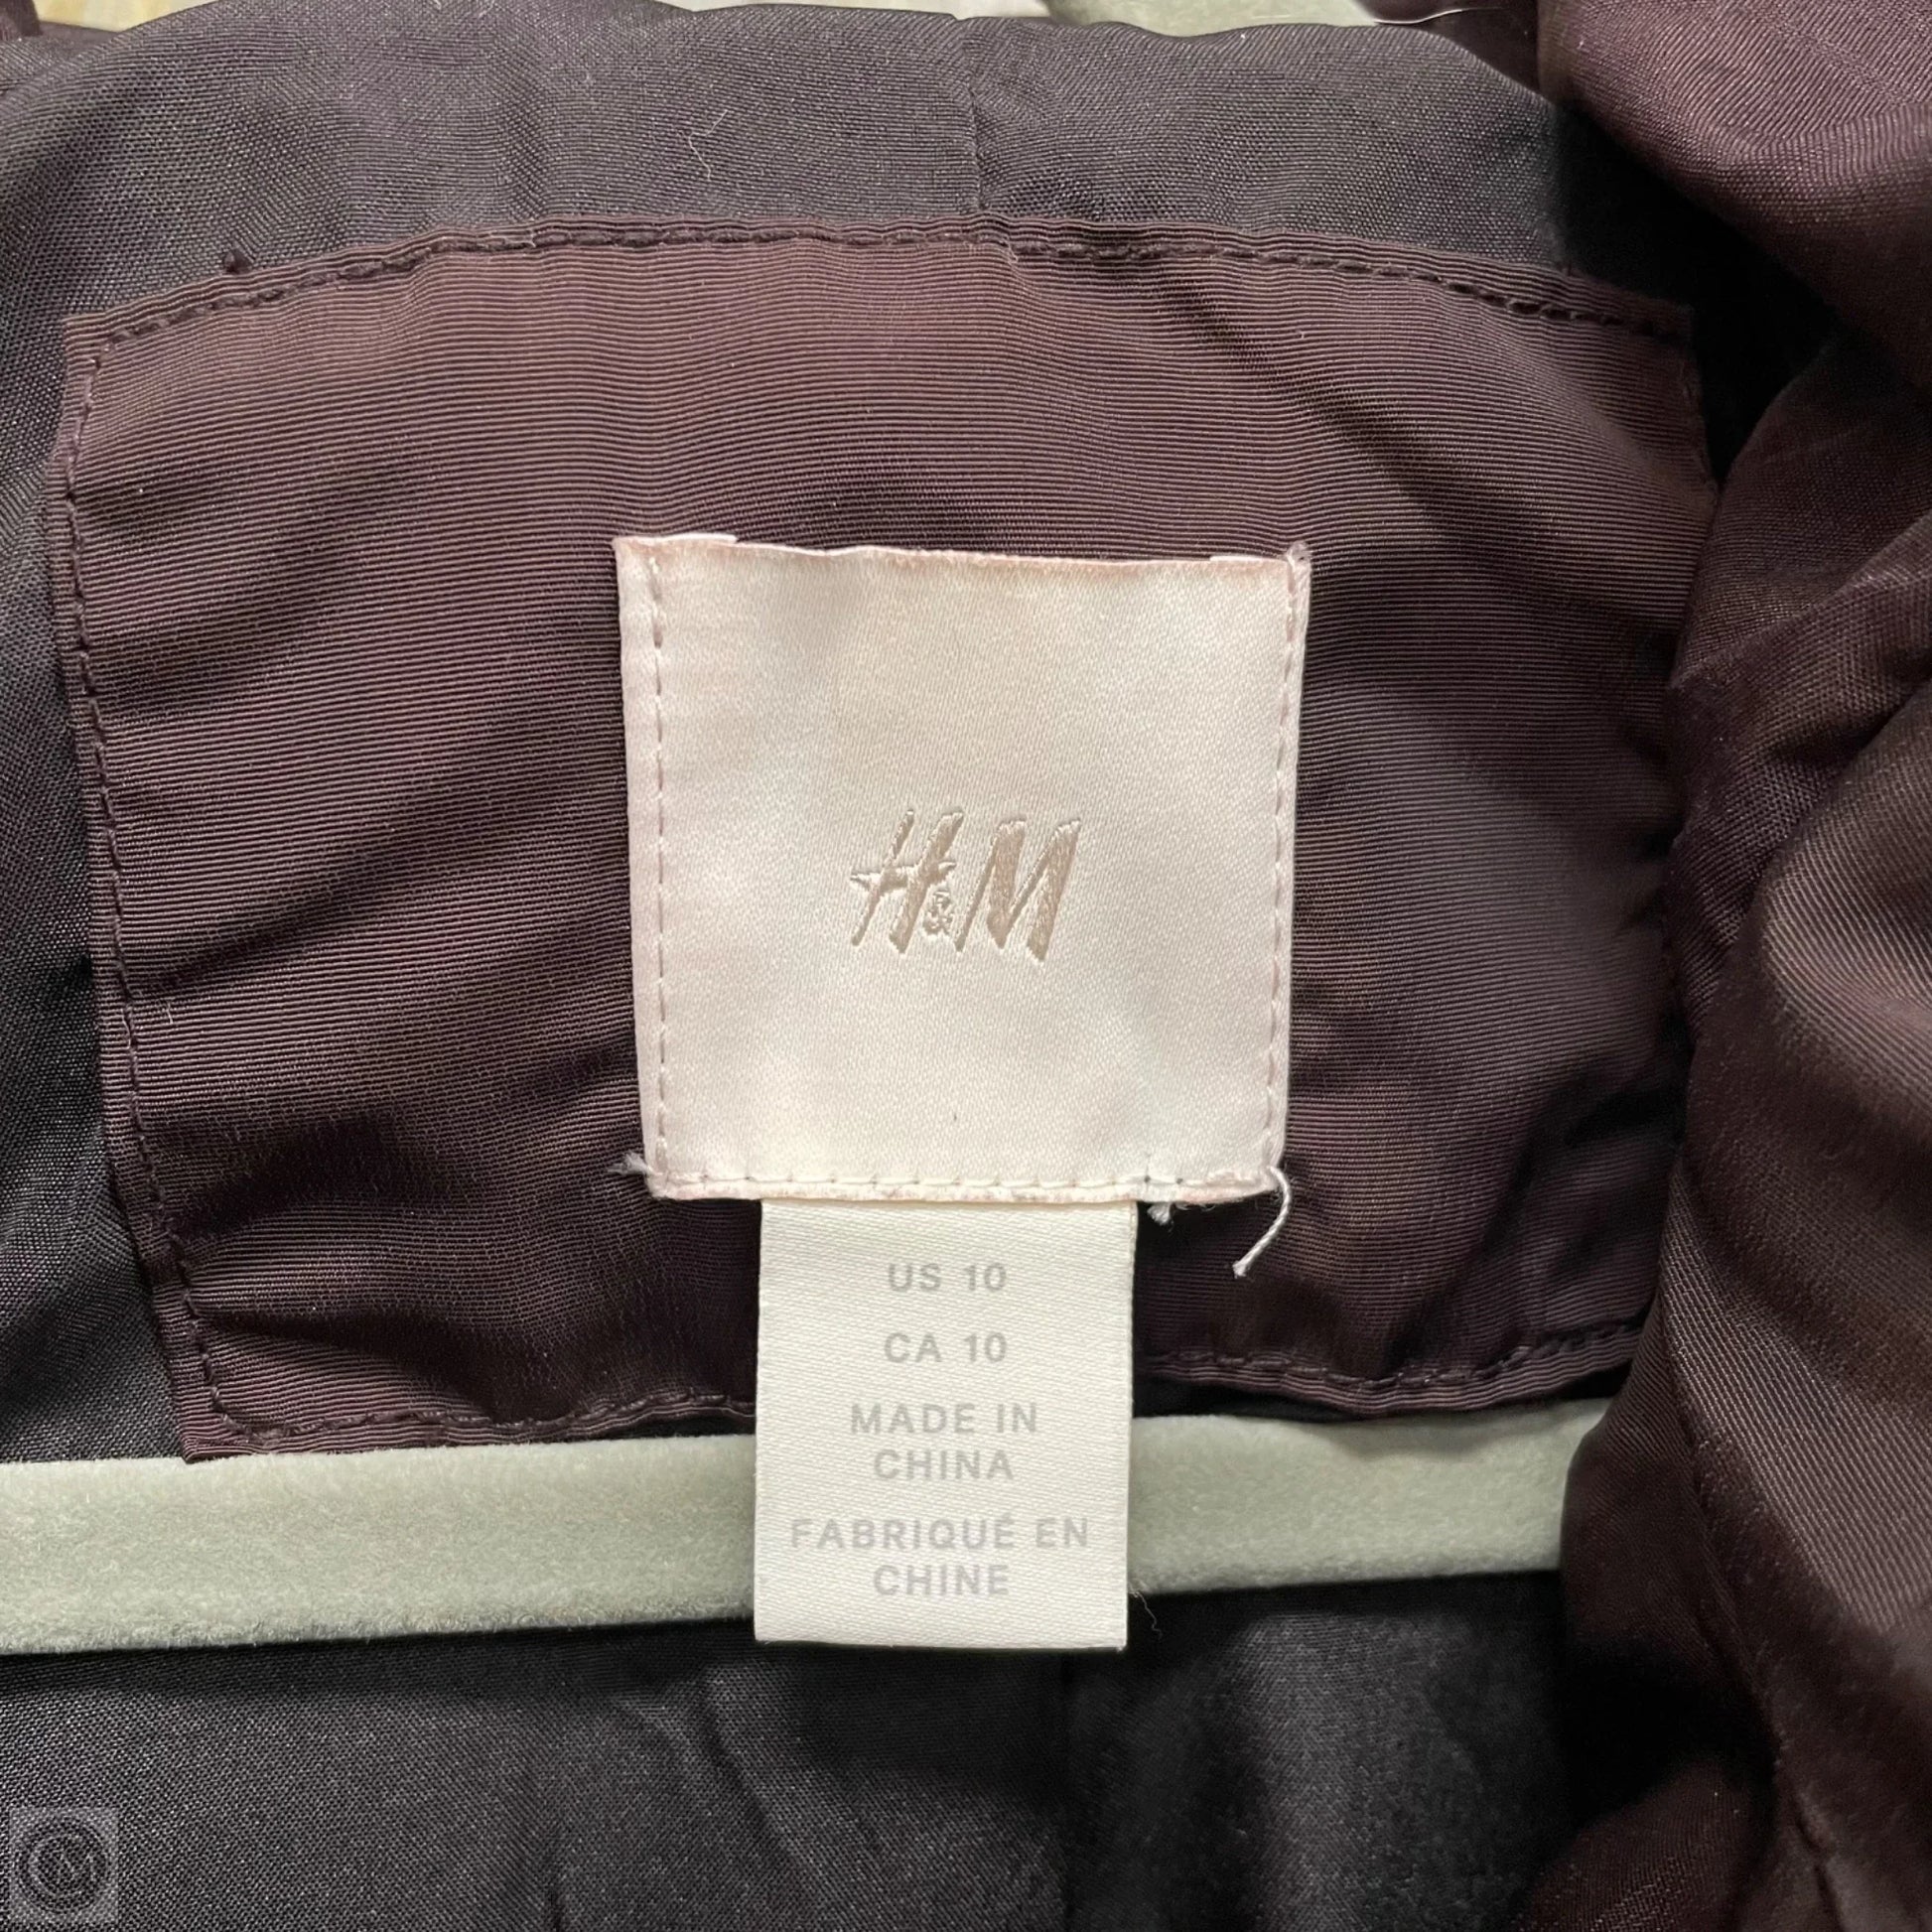 H&M
US 10
CA 10
MADE IN
CHINA
FABRIQUÉ EN
CHINE